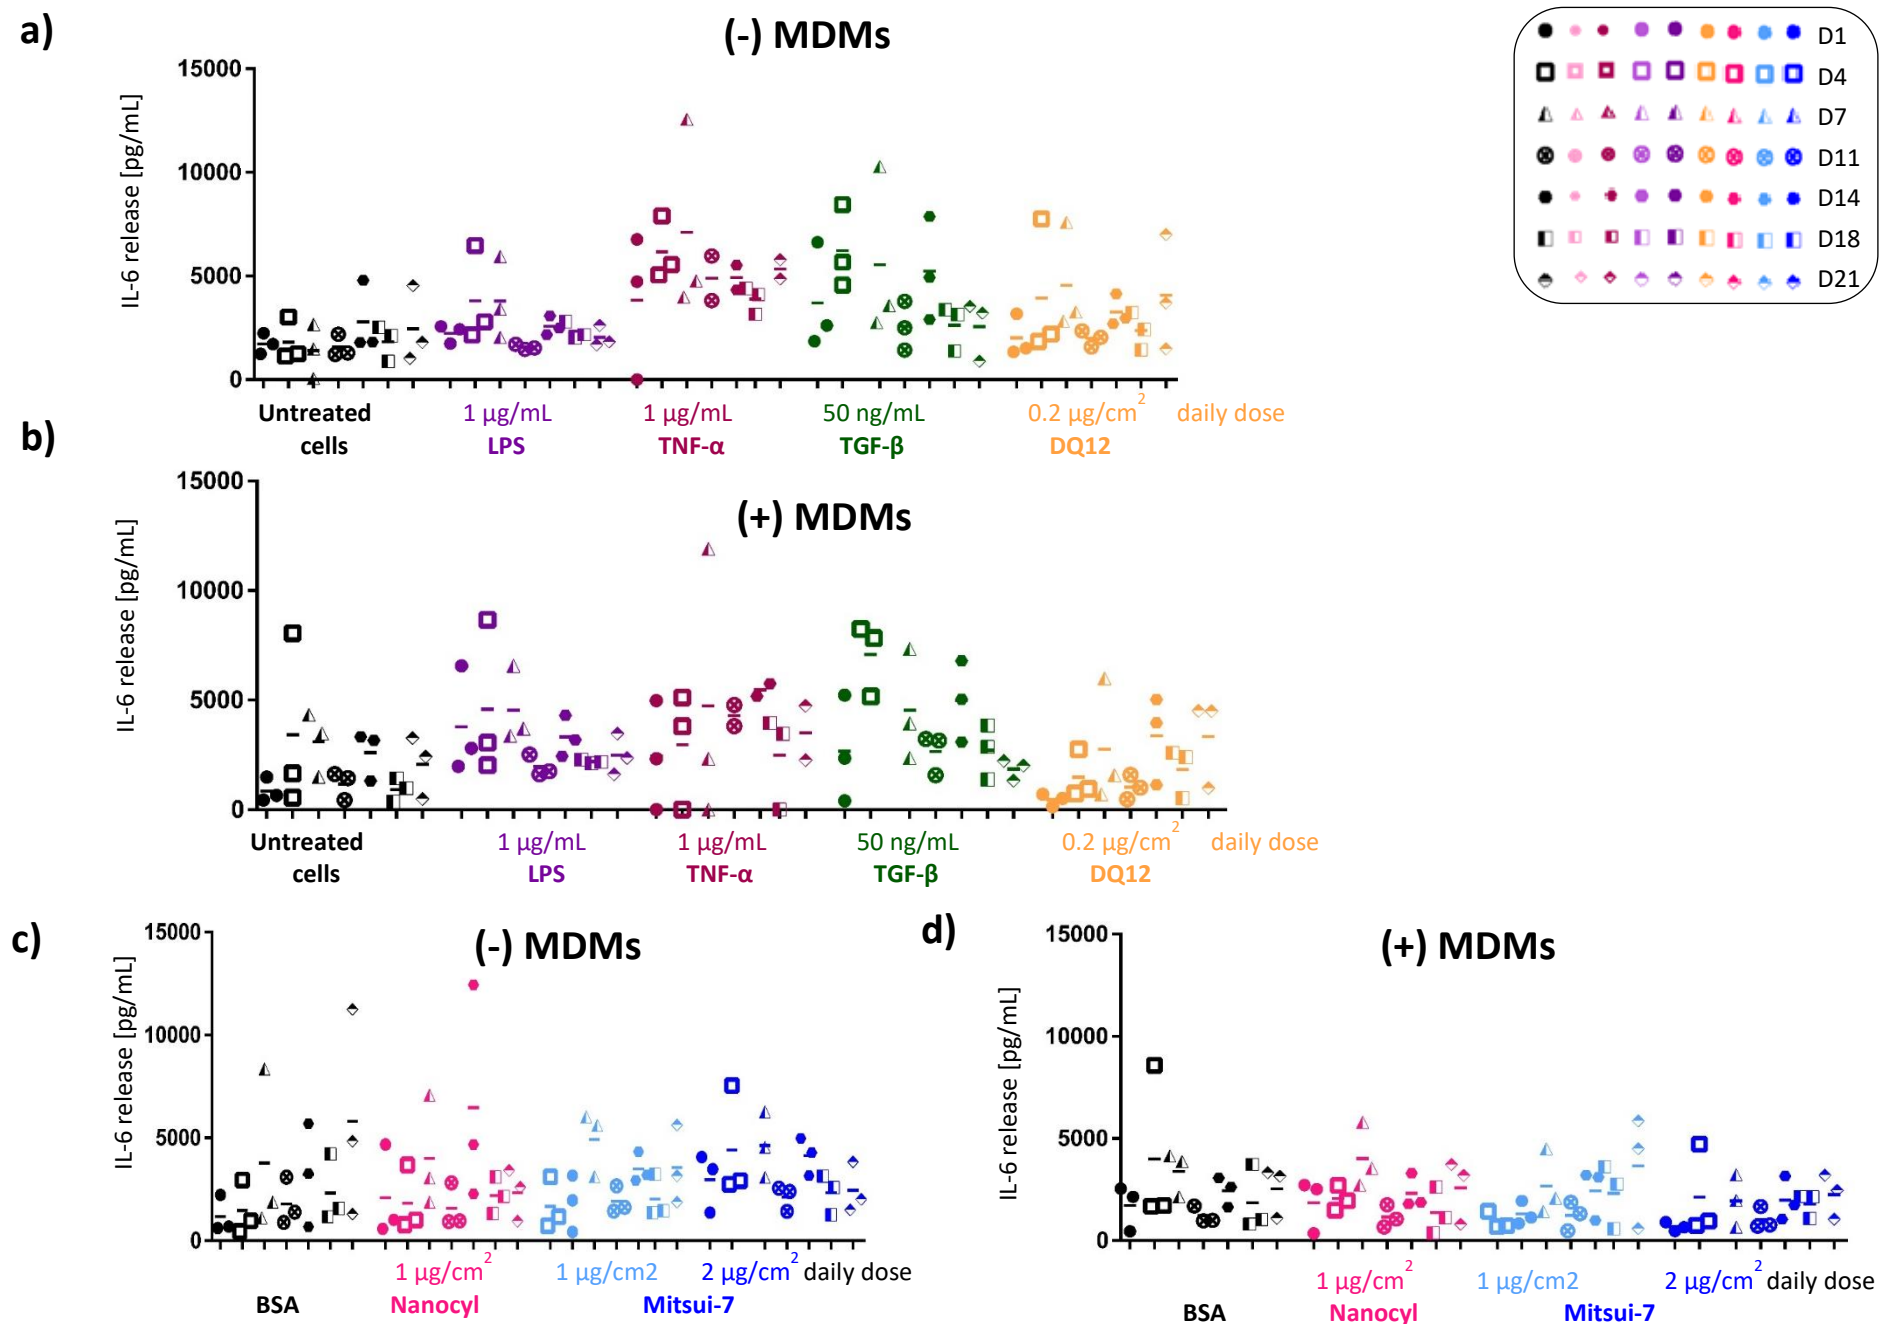 a)
(-) MDMs
IL-6 release [pg/mL]
15000
10000
5000
0
Untreated cells
1 µg/mL
LPS
1 µg/mL
TNF-α
50 ng/mL
TGF-β
0.2 µg/cm2 daily dose
DQ12
D1
D4
D7
D11
D14
D18
D21
b)
(+) MDMs
IL-6 release [pg/mL]
15000
10000
5000
0
Untreated cells
1 µg/mL
LPS
1 µg/mL
TNF-α
50 ng/mL
TGF-β
0.2 µg/cm2 daily dose
DQ12
c)
(-) MDMs
IL-6 release [pg/mL]
15000
10000
5000
0
BSA
1 µg/cm2
Nanocyl
1 µg/cm2
2 µg/cm2 daily dose
Mitsui-7
d)
(+) MDMs
IL-6 release [pg/mL]
15000
10000
5000
0
BSA
1 µg/cm2
Nanocyl
1 µg/cm2
2 µg/cm2 daily dose
Mitsui-7